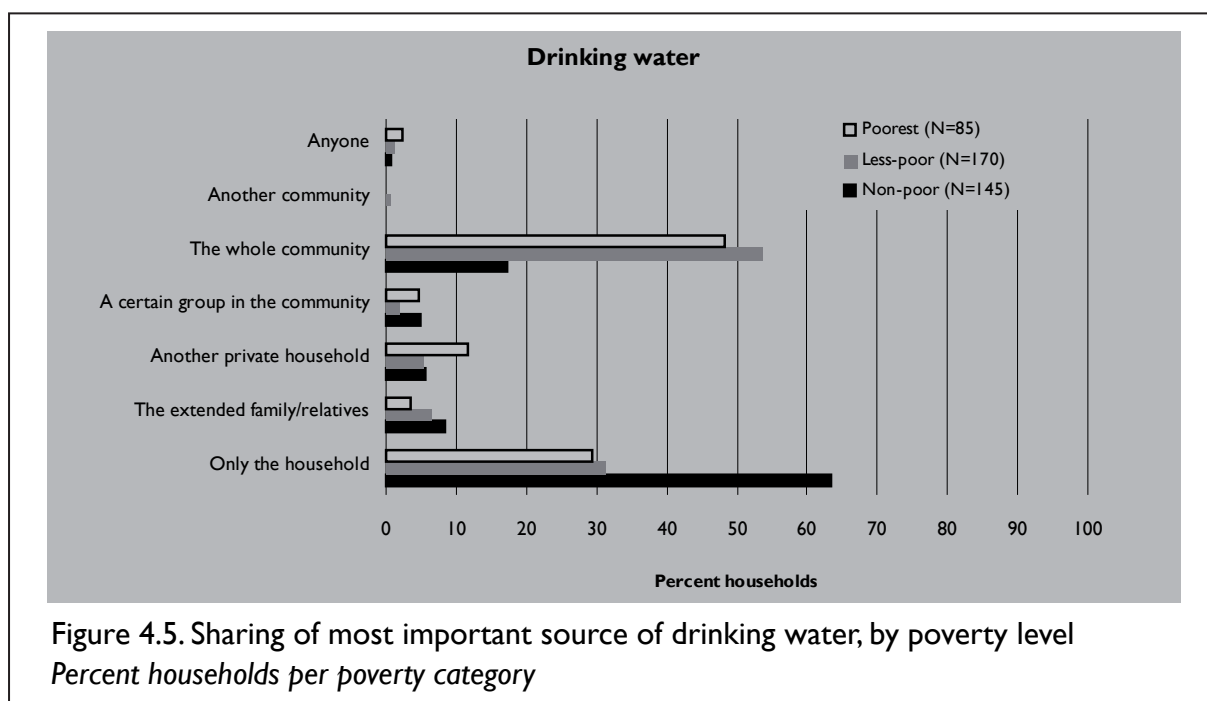 Drinking water
Poorest (N=85)
Less-poor (N=170)
Non-poor (N=145)
Anyone
Another community
The whole community
A certain group in the community
Another private household
The extended family/relatives
Only the household
0 10 20 30 40 50 60 70 80 90 100
Percent households
Figure 4.5. Sharing of most important source of drinking water, by poverty level
Percent households per poverty category